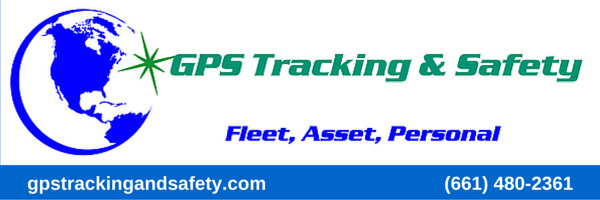 GPS Tracking & Safety
Fleet, Asset, Personal
gpstrackingandsafety.com (661) 480-2361